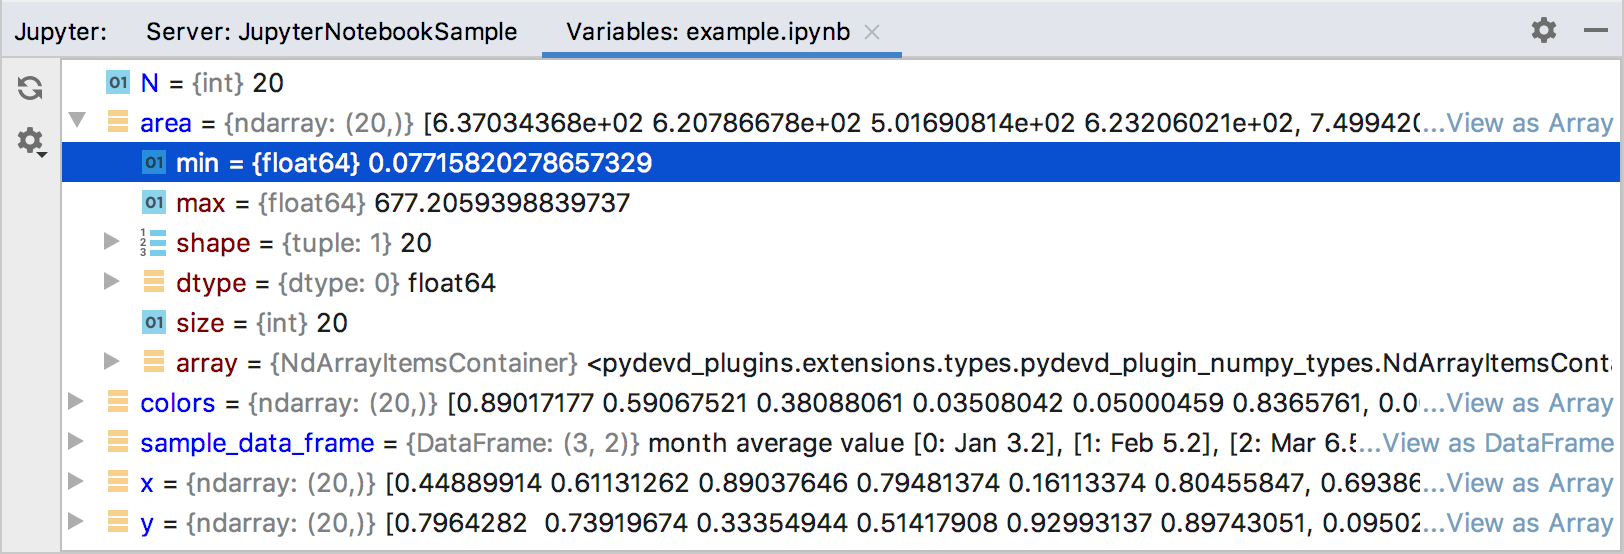 Jupyter: Server: JupyterNotebookSample Variables: example.ipynb
01 N = {int} 20
area = {ndarray: (20,)} [6.37034368e+02 6.20786678e+02 5.01690814e+02 6.23206021e+02, 7.499420...View as Array
01 min = {float64} 0.07715820278657329
01 max = {float64} 677.2059398839737
123 shape = {tuple: 1} 20
dtype = {dtype: 0} float64
01 size = {int} 20
array = {NdArrayItemsContainer} <pydevd_plugins.extensions.types.pydevd_plugin_numpy_types.NdArrayItemsConta
colors = {ndarray: (20,)} [0.89017177 0.59067521 0.38088061 0.03508042 0.05000459 0.8365761, 0.0...View as Array
sample_data_frame = {DataFrame: (3, 2)} month average value [0: Jan 3.2], [1: Feb 5.2], [2: Mar 6.5...View as DataFrame
x = {ndarray: (20,)} [0.44889914 0.61131262 0.89037646 0.79481374 0.16113374 0.80455847, 0.69386...View as Array
y = {ndarray: (20,)} [0.7964282 0.73919674 0.33354944 0.51417908 0.92993137 0.89743051, 0.09502...View as Array